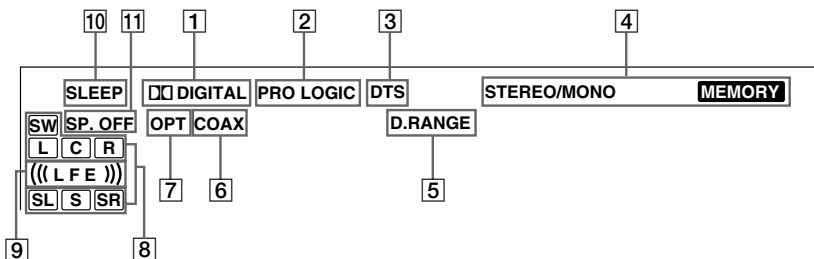 10 11 1 2 3 4
SLEEP DIGITAL PRO LOGIC DTS STEREO/MONO MEMORY
SW SP. OFF OPT COAX D.RANGE
L C R
((( L F E )))
SL S SR
7 6 5
9 8